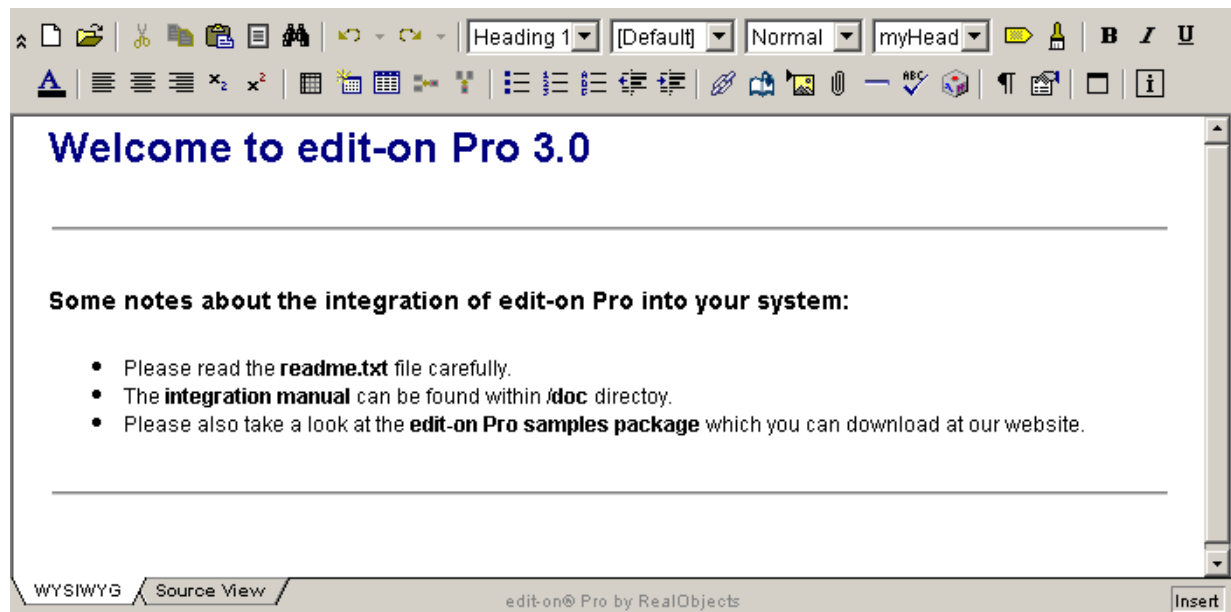 Heading 1 [Default] Normal myHead B I U
A x₂ x² ABC ¶ i
Welcome to edit-on Pro 3.0
Some notes about the integration of edit-on Pro into your system:
• Please read the readme.txt file carefully.
• The integration manual can be found within /doc directoy.
• Please also take a look at the edit-on Pro samples package which you can download at our website.
WYSIWYG Source View edit-on® Pro by RealObjects Insert